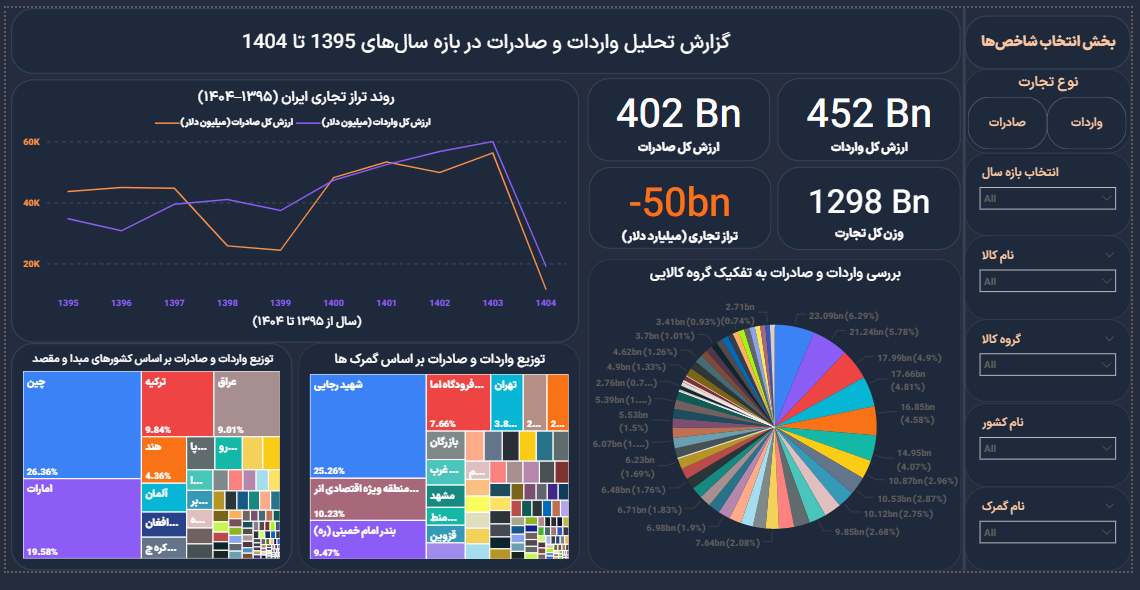 گزارش تحلیل واردات و صادرات در بازه سال‌های 1395 تا 1404
بخش انتخاب شاخص‌ها
نوع تجارت
واردات
صادرات
انتخاب بازه سال
All
نام کالا
All
گروه کالا
All
نام کشور
All
نام گمرک
All
452 Bn
ارزش کل واردات
402 Bn
ارزش کل صادرات
1298 Bn
وزن کل تجارت
-50bn
تراز تجاری (میلیارد دلار)
روند تراز تجاری ایران (۱۳۹۵–۱۴۰۴)
ارزش کل واردات (میلیون دلار)
ارزش کل صادرات (میلیون دلار)
60K
40K
20K
1395 1396 1397 1398 1399 1400 1401 1402 1403 1404
(سال از ۱۳۹۵ تا ۱۴۰۴)
بررسی واردات و صادرات به تفکیک گروه کالایی
23.09bn (6.29%)
21.24bn (5.78%)
17.99bn (4.9%)
17.66bn
(4.81%)
16.85bn
(4.58%)
14.95bn
(4.07%)
10.87bn (2.96%)
10.53bn (2.87%)
10.12bn (2.75%)
9.85bn (2.68%)
7.64bn (2.08%)
6.98bn (1.9%)
6.71bn (1.83%)
6.48bn (1.76%)
6.23bn
(1.69%)
6.07bn (1....)
5.53bn
(1.5%)
5.39bn (1....)
2.76bn (0.7...)
4.9bn (1.33%)
4.62bn (1.26%)
3.7bn (1.01%)
3.41bn (0.93%)
2.71bn
(0.74%)
توزیع واردات و صادرات بر اساس گمرک ها
شهید رجایی
25.26%
منطقه ویژه اقتصادی انر...
10.23%
بندر امام خمینی (ره)
9.47%
فرودگاه اما...
7.66%
تهران
3.8...
2...
2...
بازرگان
غرب...
م...
مشهد
منط...
قزوین
توزیع واردات و صادرات بر اساس کشورهای مبدا و مقصد
چین
26.36%
امارات
19.58%
ترکیه
9.84%
عراق
9.01%
هند
4.36%
پا...
رو...
آلمان
ا...
بر...
افغان...
ه...
کره ج...